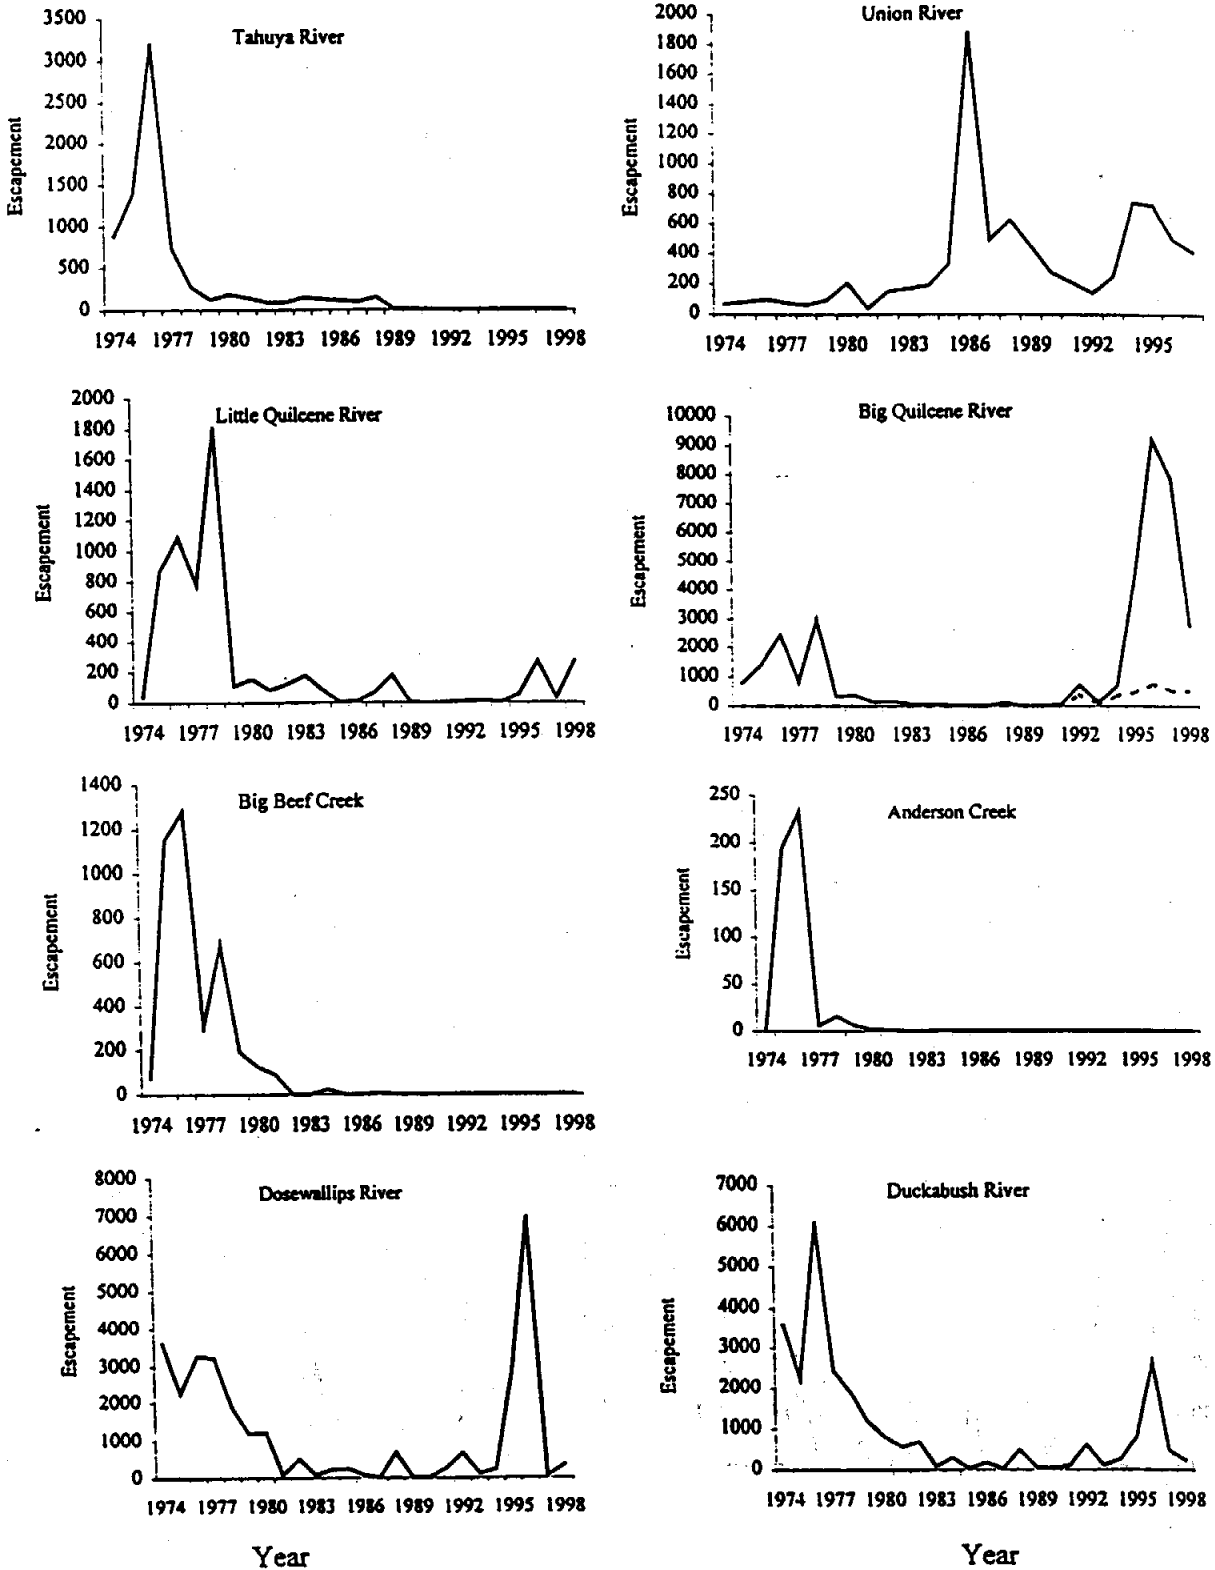 Tahuya River
Escapement
3500
3000
2500
2000
1500
1000
500
0
1974 1977 1980 1983 1986 1989 1992 1995 1998
Union River
Escapement
2000
1800
1600
1400
1200
1000
800
600
400
200
0
1974 1977 1980 1983 1986 1989 1992 1995
Little Quilcene River
Escapement
2000
1800
1600
1400
1200
1000
800
600
400
200
0
1974 1977 1980 1983 1986 1989 1992 1995 1998
Big Quilcene River
Escapement
10000
9000
8000
7000
6000
5000
4000
3000
2000
1000
0
1974 1977 1980 1983 1986 1989 1992 1995 1998
Big Beef Creek
Escapement
1400
1200
1000
800
600
400
200
0
1974 1977 1980 1983 1986 1989 1992 1995 1998
Anderson Creek
Escapement
250
200
150
100
50
0
1974 1977 1980 1983 1986 1989 1992 1995 1998
Dosewallips River
Escapement
8000
7000
6000
5000
4000
3000
2000
1000
0
1974 1977 1980 1983 1986 1989 1992 1995 1998
Year
Duckabush River
Escapement
7000
6000
5000
4000
3000
2000
1000
0
1974 1977 1980 1983 1986 1989 1992 1995 1998
Year